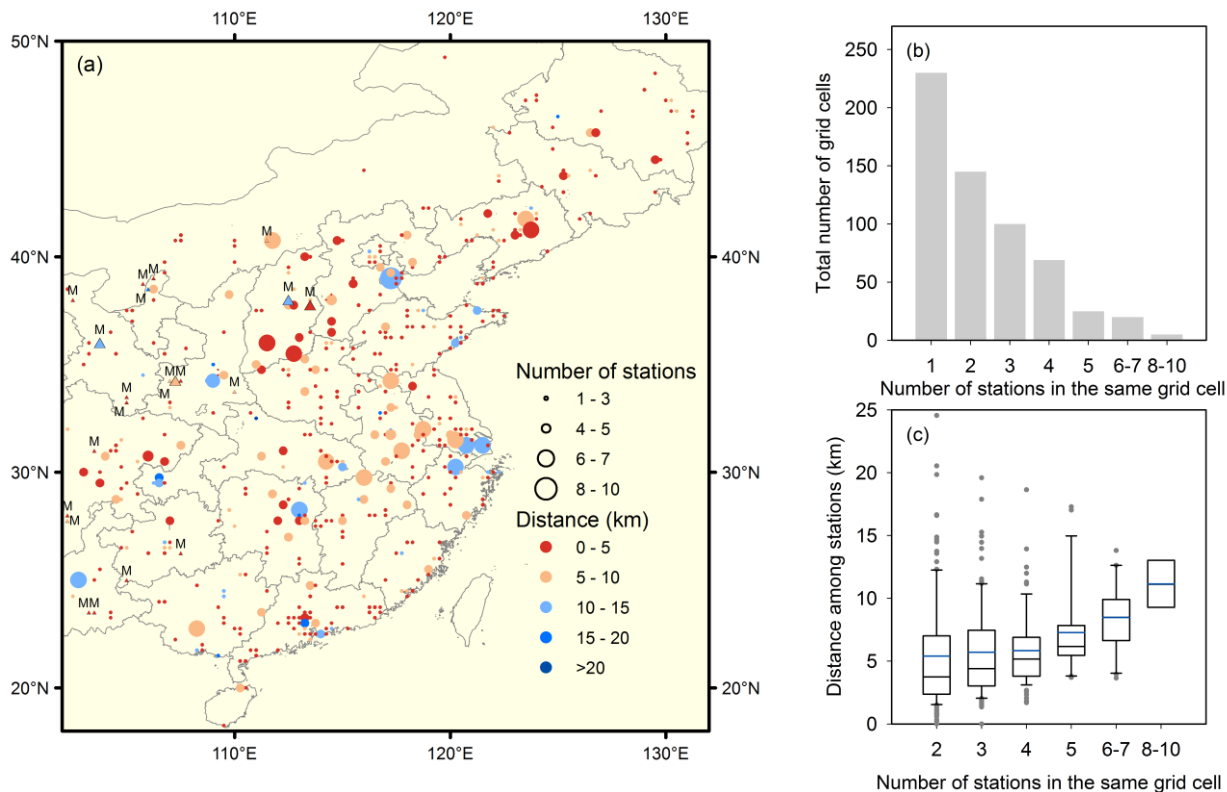 110°E 120°E 130°E
50°N
(a)
M
M
M
M
M
M
M
40°N
40°N
M
MM
M
M
M
M
M
M
M
M
MM
30°N
30°N
20°N
20°N
Number of stations
1 - 3
4 - 5
6 - 7
8 - 10
Distance (km)
0 - 5
5 - 10
10 - 15
15 - 20
>20
110°E 120°E 130°E
(b)
Total number of grid cells
250
200
150
100
50
0
1 2 3 4 5 6-7 8-10
Number of stations in the same grid cell
(c)
Distance among stations (km)
25
20
15
10
5
0
2 3 4 5 6-7 8-10
Number of stations in the same grid cell